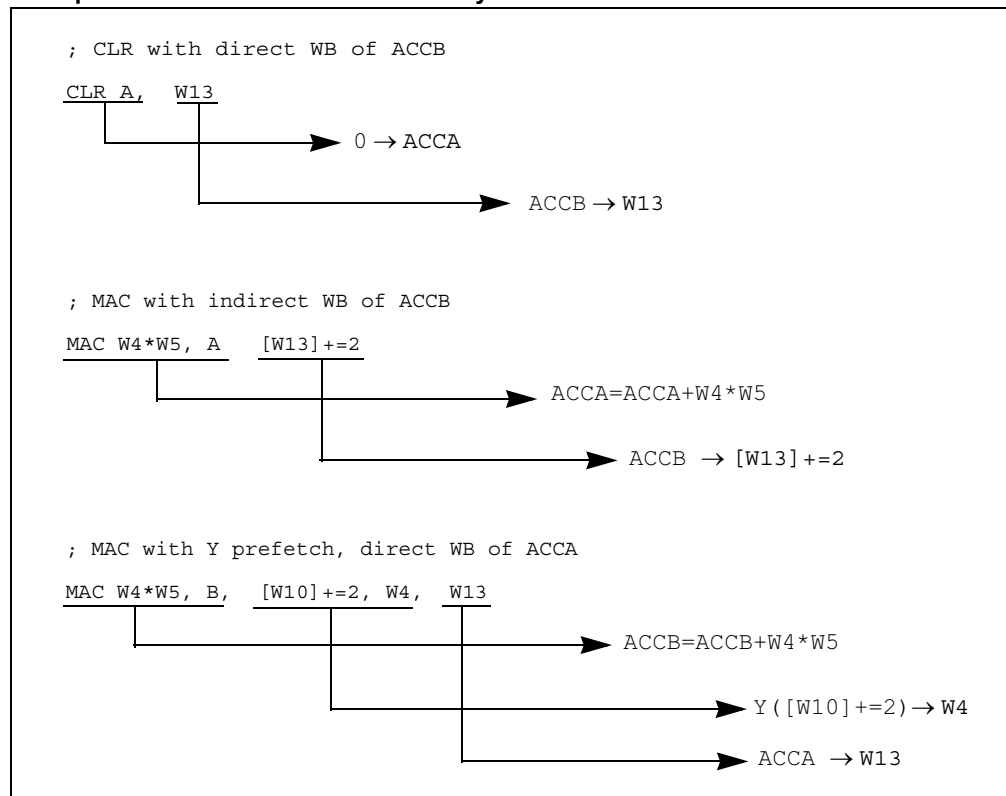 ; CLR with direct WB of ACCB
CLR A, W13
0 → ACCA
ACCB → W13
; MAC with indirect WB of ACCB
MAC W4*W5, A [W13]+=2
ACCA=ACCA+W4*W5
ACCB → [W13]+=2
; MAC with Y prefetch, direct WB of ACCA
MAC W4*W5, B, [W10]+=2, W4, W13
ACCB=ACCB+W4*W5
Y([W10]+=2) → W4
ACCA → W13